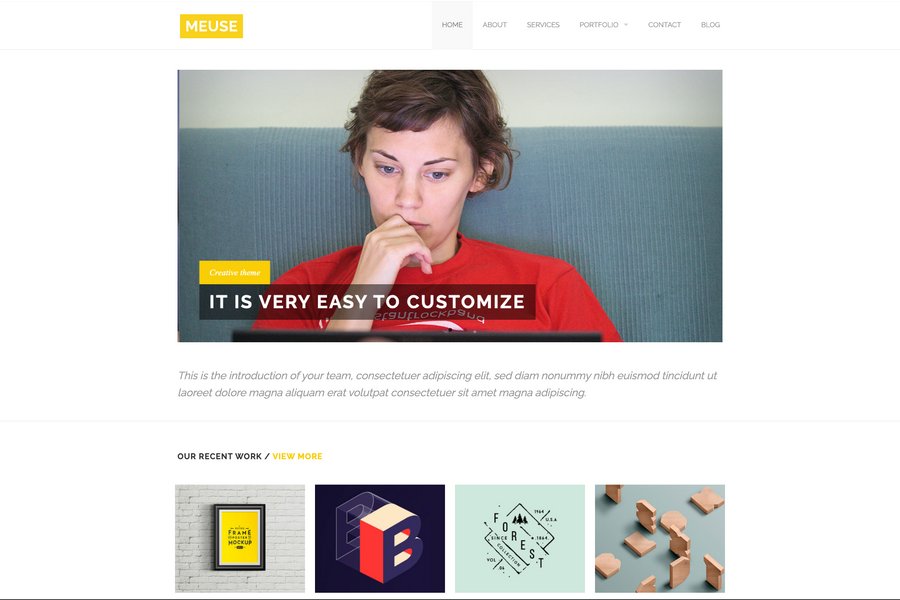 MEUSE
HOME
ABOUT
SERVICES
PORTFOLIO
CONTACT
BLOG
Creative theme
IT IS VERY EASY TO CUSTOMIZE
This is the introduction of your team, consectetuer adipiscing elit, sed diam nonummy nibh euismod tincidunt ut
laoreet dolore magna aliquam erat volutpat consectetuer sit amet magna adipiscing.
OUR RECENT WORK / VIEW MORE
FRAME
MOCKUP
B
B
1964
U.S.A
FOREST
SINCE
1864
COLLECTION
VOL
06